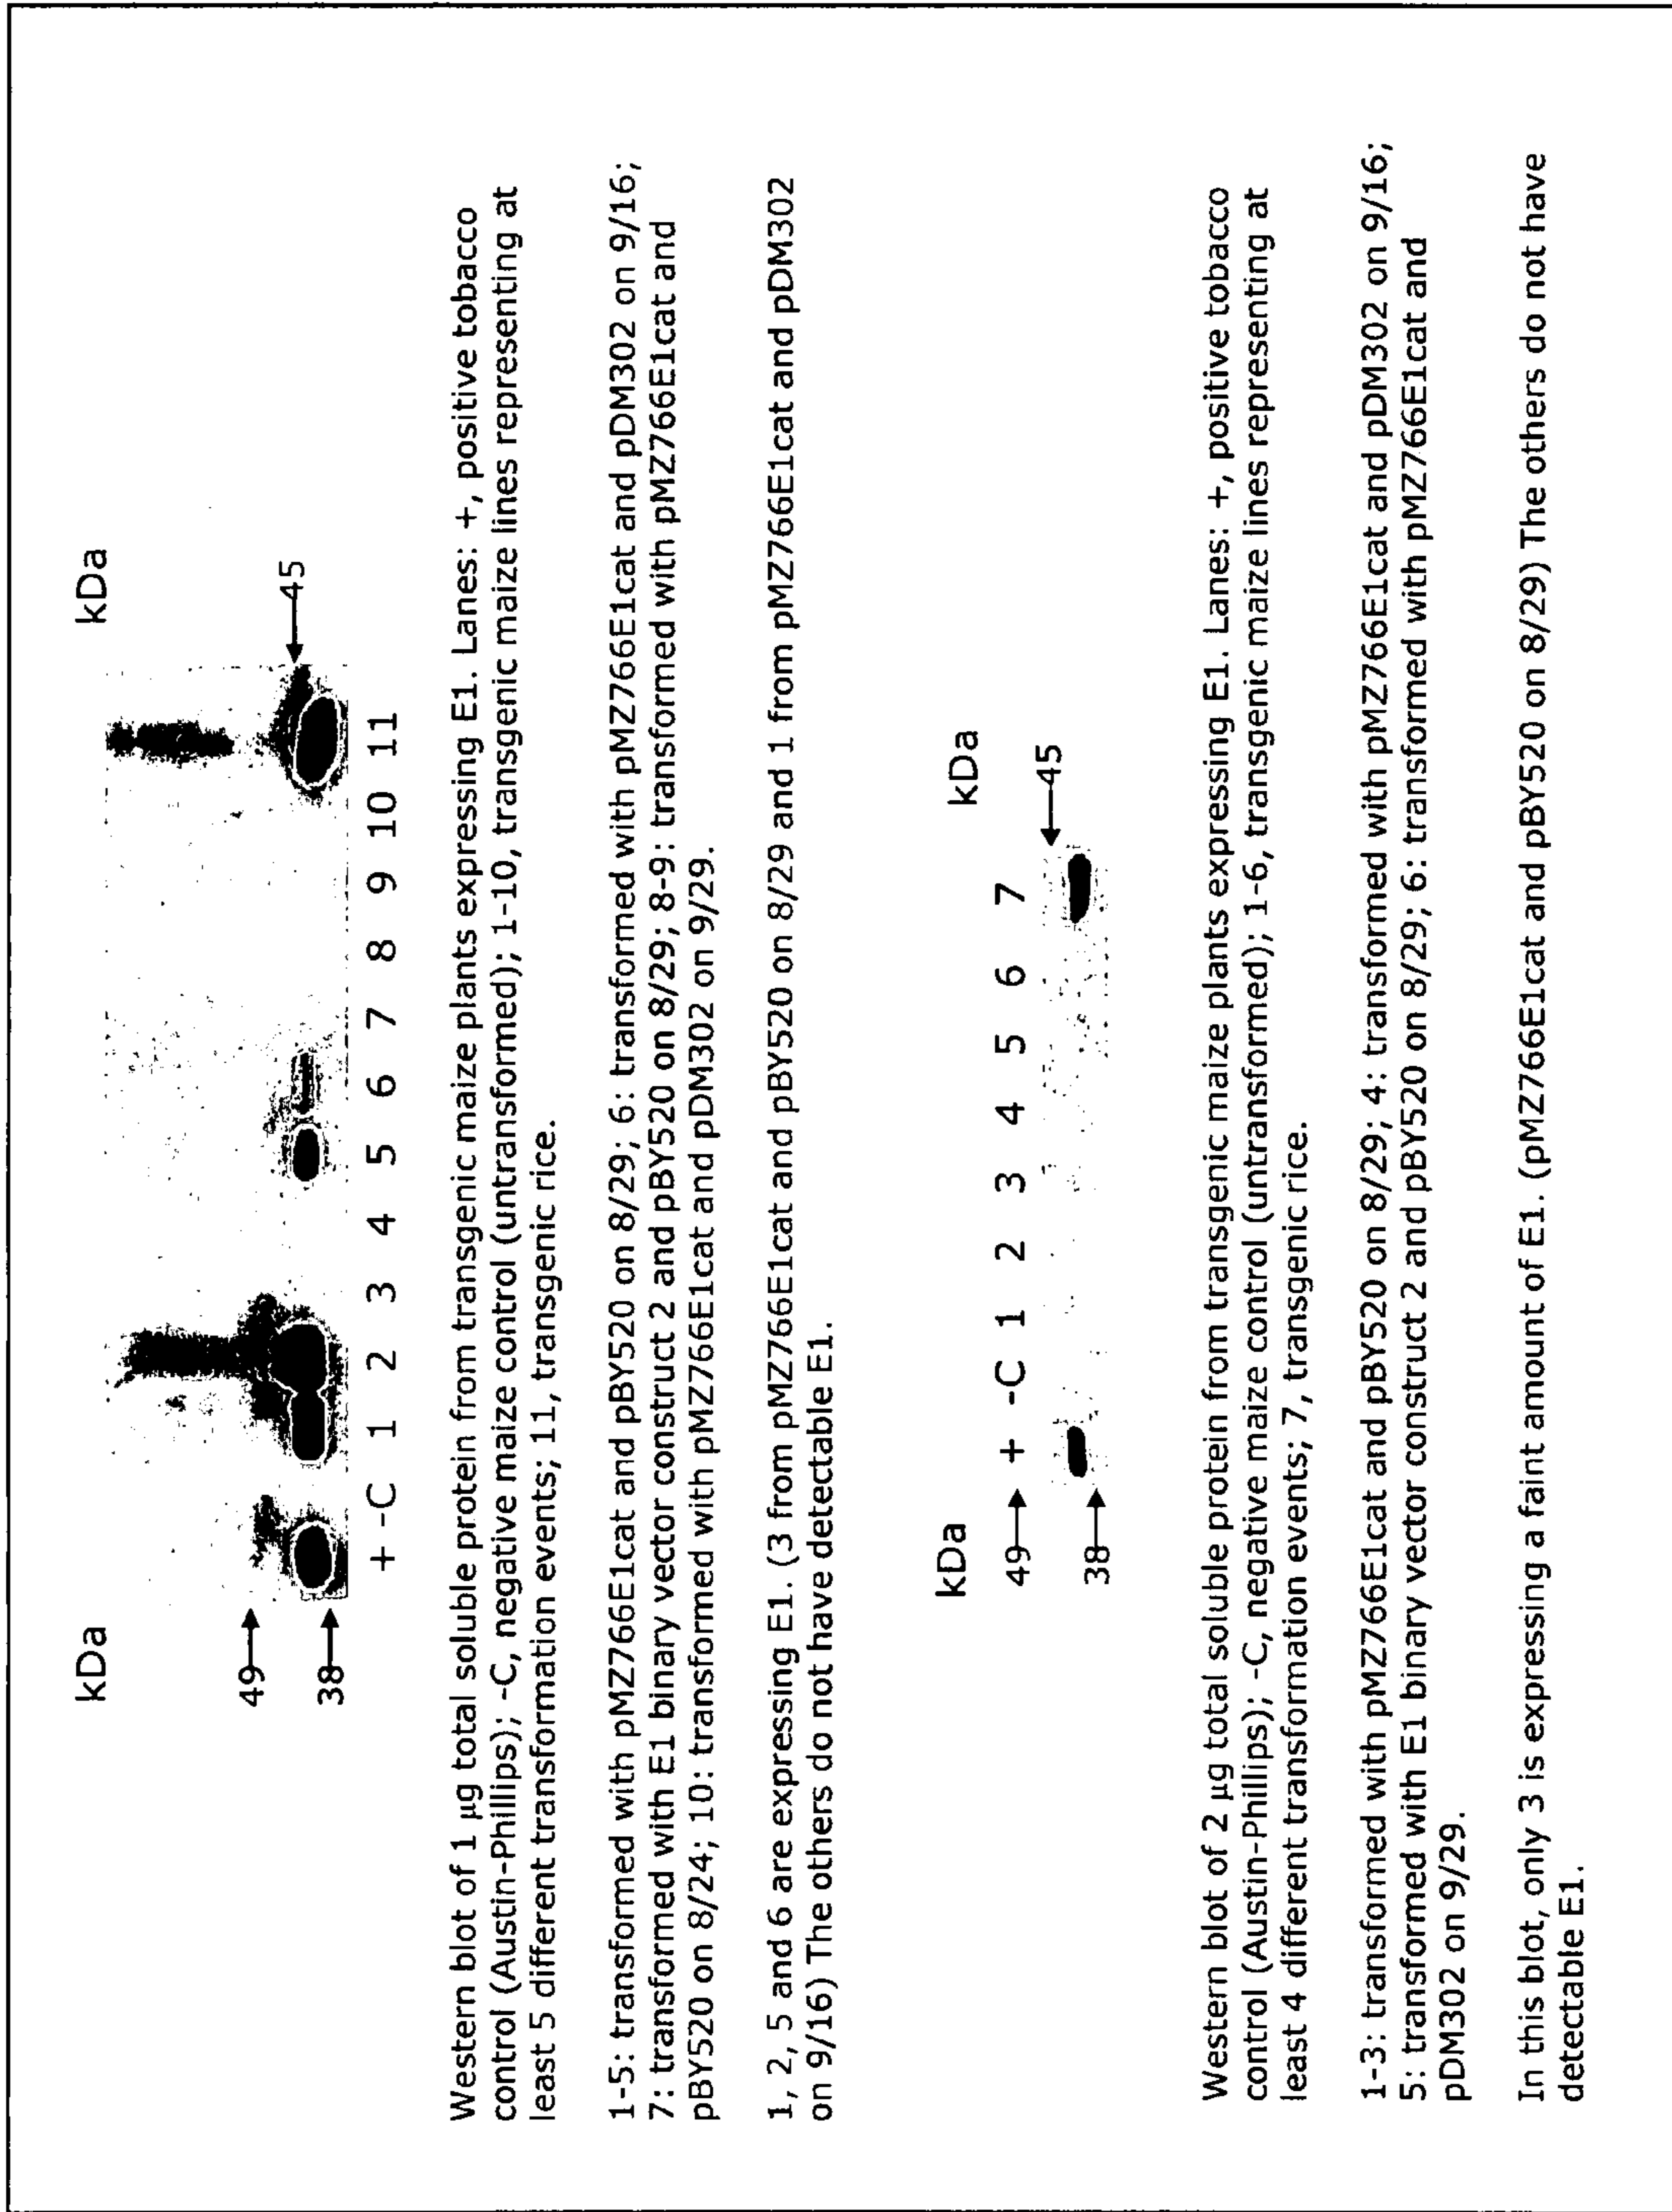 kDa
kDa
49
45
38
+ -C 1 2 3 4 5 6 7 8 9 10 11
Western blot of 1 μg total soluble protein from transgenic maize plants expressing E1. Lanes: +, positive tobacco
control (Austin-Phillips); -C, negative maize control (untransformed); 1-10, transgenic maize lines representing at
least 5 different transformation events; 11, transgenic rice.
1-5: transformed with pMZ766E1cat and pBY520 on 8/29; 6: transformed with pMZ766E1cat and pDM302 on 9/16;
7: transformed with E1 binary vector construct 2 and pBY520 on 8/29; 8-9: transformed with pMZ766E1cat and
pBY520 on 8/24; 10: transformed with pMZ766E1cat and pDM302 on 9/29.
1, 2, 5 and 6 are expressing E1. (3 from pMZ766E1cat and pBY520 on 8/29 and 1 from pMZ766E1cat and pDM302
on 9/16) The others do not have detectable E1.
kDa
kDa
49
+ -C 1 2 3 4 5 6 7
45
38
Western blot of 2 μg total soluble protein from transgenic maize plants expressing E1. Lanes: +, positive tobacco
control (Austin-Phillips); -C, negative maize control (untransformed); 1-6, transgenic maize lines representing at
least 4 different transformation events; 7, transgenic rice.
1-3: transformed with pMZ766E1cat and pBY520 on 8/29; 4: transformed with pMZ766E1cat and pDM302 on 9/16;
5: transformed with E1 binary vector construct 2 and pBY520 on 8/29; 6: transformed with pMZ766E1cat and
pDM302 on 9/29.
In this blot, only 3 is expressing a faint amount of E1. (pMZ766E1cat and pBY520 on 8/29) The others do not have
detectable E1.